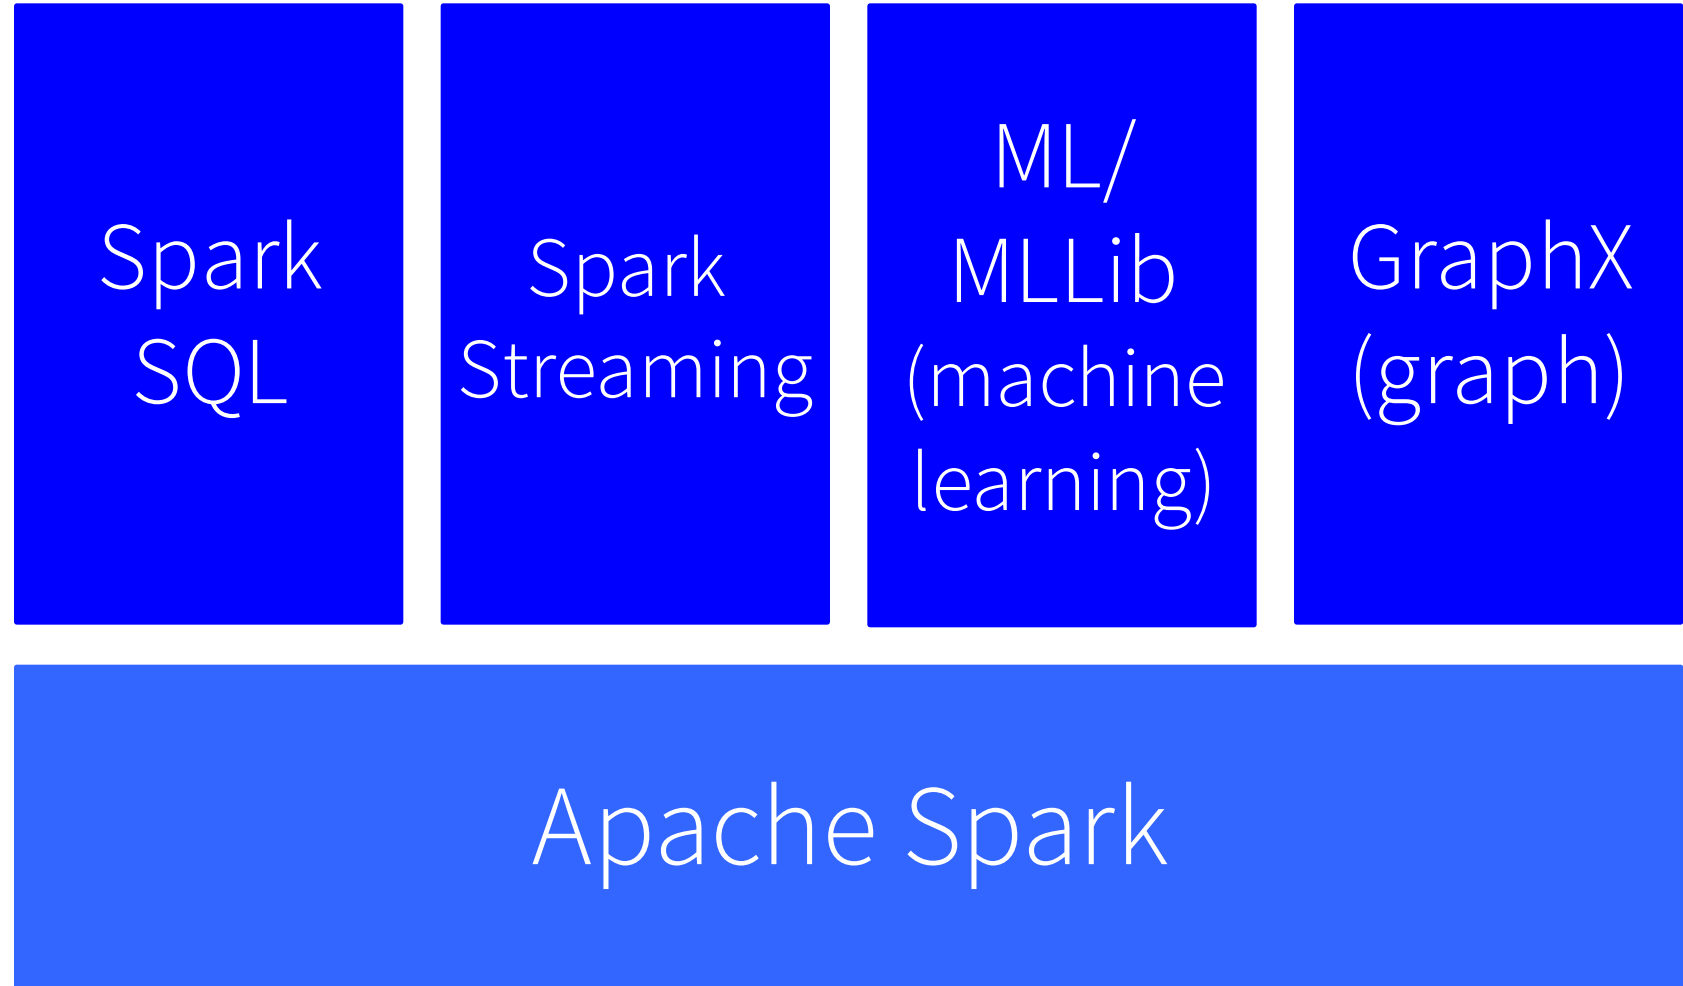 Spark
SQL
Spark
Streaming
ML/
MLLib
(machine
learning)
GraphX
(graph)
Apache Spark